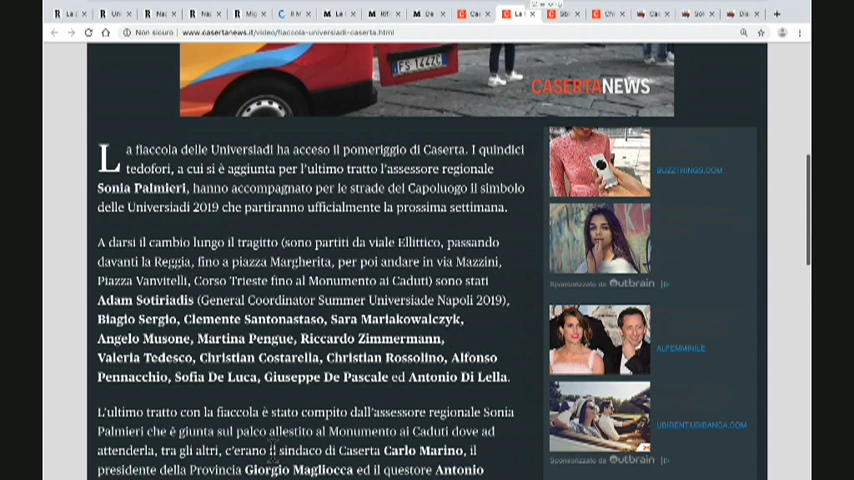 Non sicuro
www.casertanews.it/video/fiaccola-universiadi-caserta.html
FS 144ZG
CASERTANEWS
La fiaccola delle Universiadi ha acceso il pomeriggio di Caserta. I quindici
tedofori, a cui si è aggiunta per l'ultimo tratto l'assessore regionale
Sonia Palmieri, hanno accompagnato per le strade del Capoluogo il simbolo
delle Universiadi 2019 che partiranno ufficialmente la prossima settimana.
A darsi il cambio lungo il tragitto (sono partiti da viale Ellittico, passando
davanti la Reggia, fino a piazza Margherita, per poi andare in via Mazzini,
Piazza Vanvitelli, Corso Trieste fino al Monumento ai Caduti) sono stati
Adam Sotiriadis (General Coordinator Summer Universiade Napoli 2019),
Biagio Sergio, Clemente Santonastaso, Sara Mariakowalczyk,
Angelo Musone, Martina Pengue, Riccardo Zimmermann,
Valeria Tedesco, Christian Costarella, Christian Rossolino, Alfonso
Pennacchio, Sofia De Luca, Giuseppe De Pascale ed Antonio Di Lella.
L'ultimo tratto con la fiaccola è stato compito dall'assessore regionale Sonia
Palmieri che è giunta sul palco allestito al Monumento ai Caduti dove ad
attenderla, tra gli altri, c'erano il sindaco di Caserta Carlo Marino, il
presidente della Provincia Giorgio Magliocca ed il questore Antonio
BUZZTHINGS.COM
Sponsorizzato da Outbrain
ALFEMMINILE
UBIRENT.UBIBANCA.COM
Sponsorizzato da Outbrain